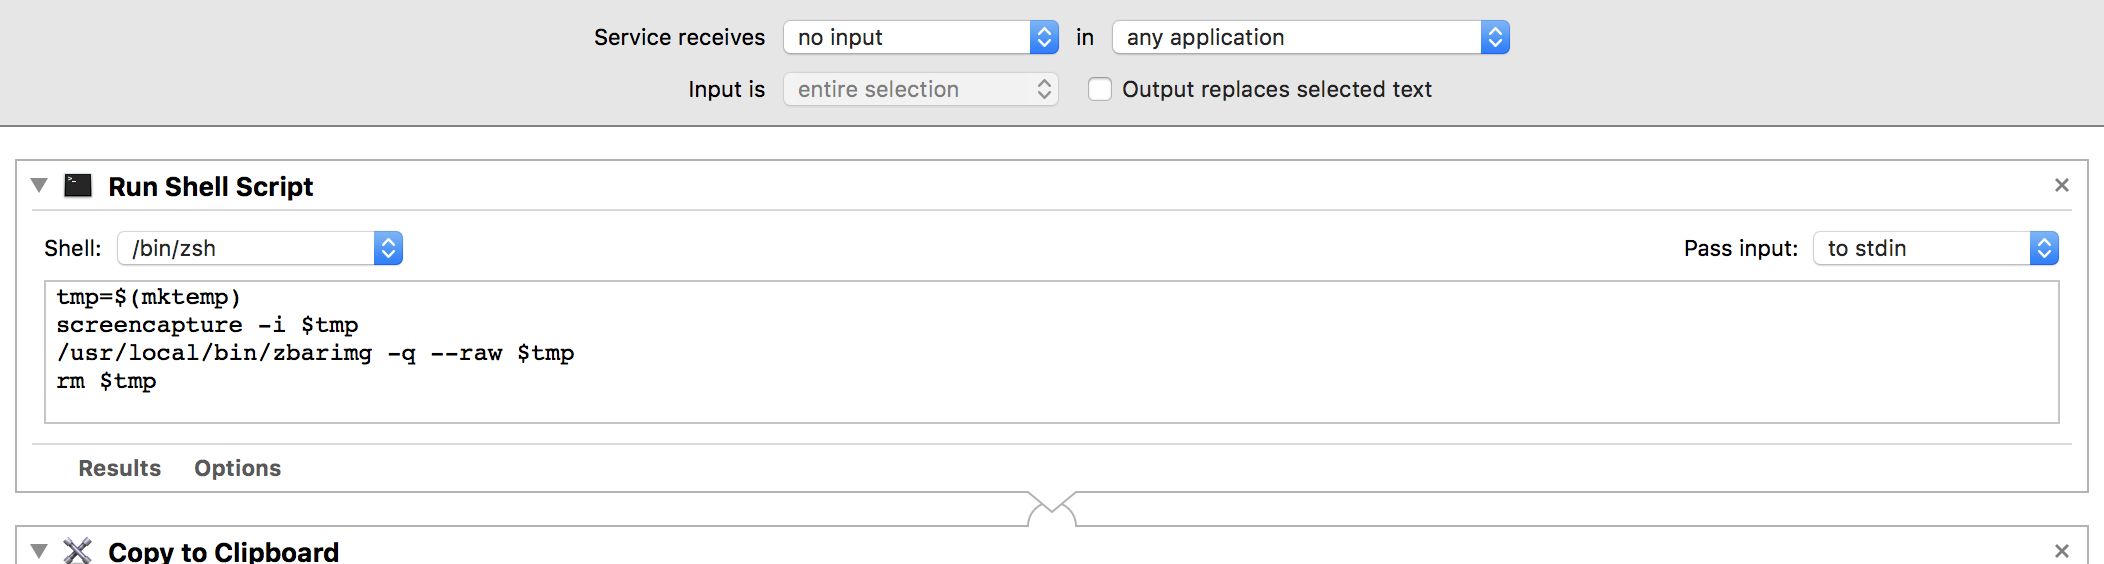 Service receives no input in any application
Input is entire selection Output replaces selected text
Run Shell Script
Shell: /bin/zsh Pass input: to stdin
tmp=$(mktemp)
screencapture -i $tmp
/usr/local/bin/zbarimg -q --raw $tmp
rm $tmp
Results Options
Copy to Clipboard